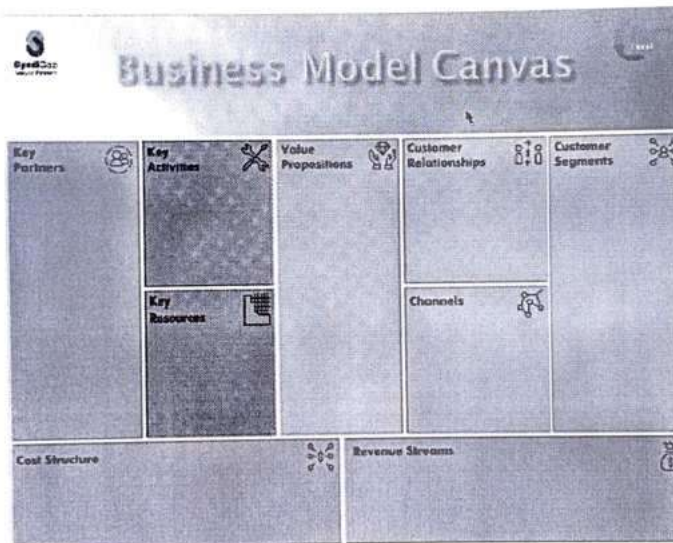 Business Model Canvas
Key
Partners
Key
Activities
Value
Propositions
Customer
Relationships
Customer
Segments
Key
Resources
Channels
Cost Structure
Revenue Streams